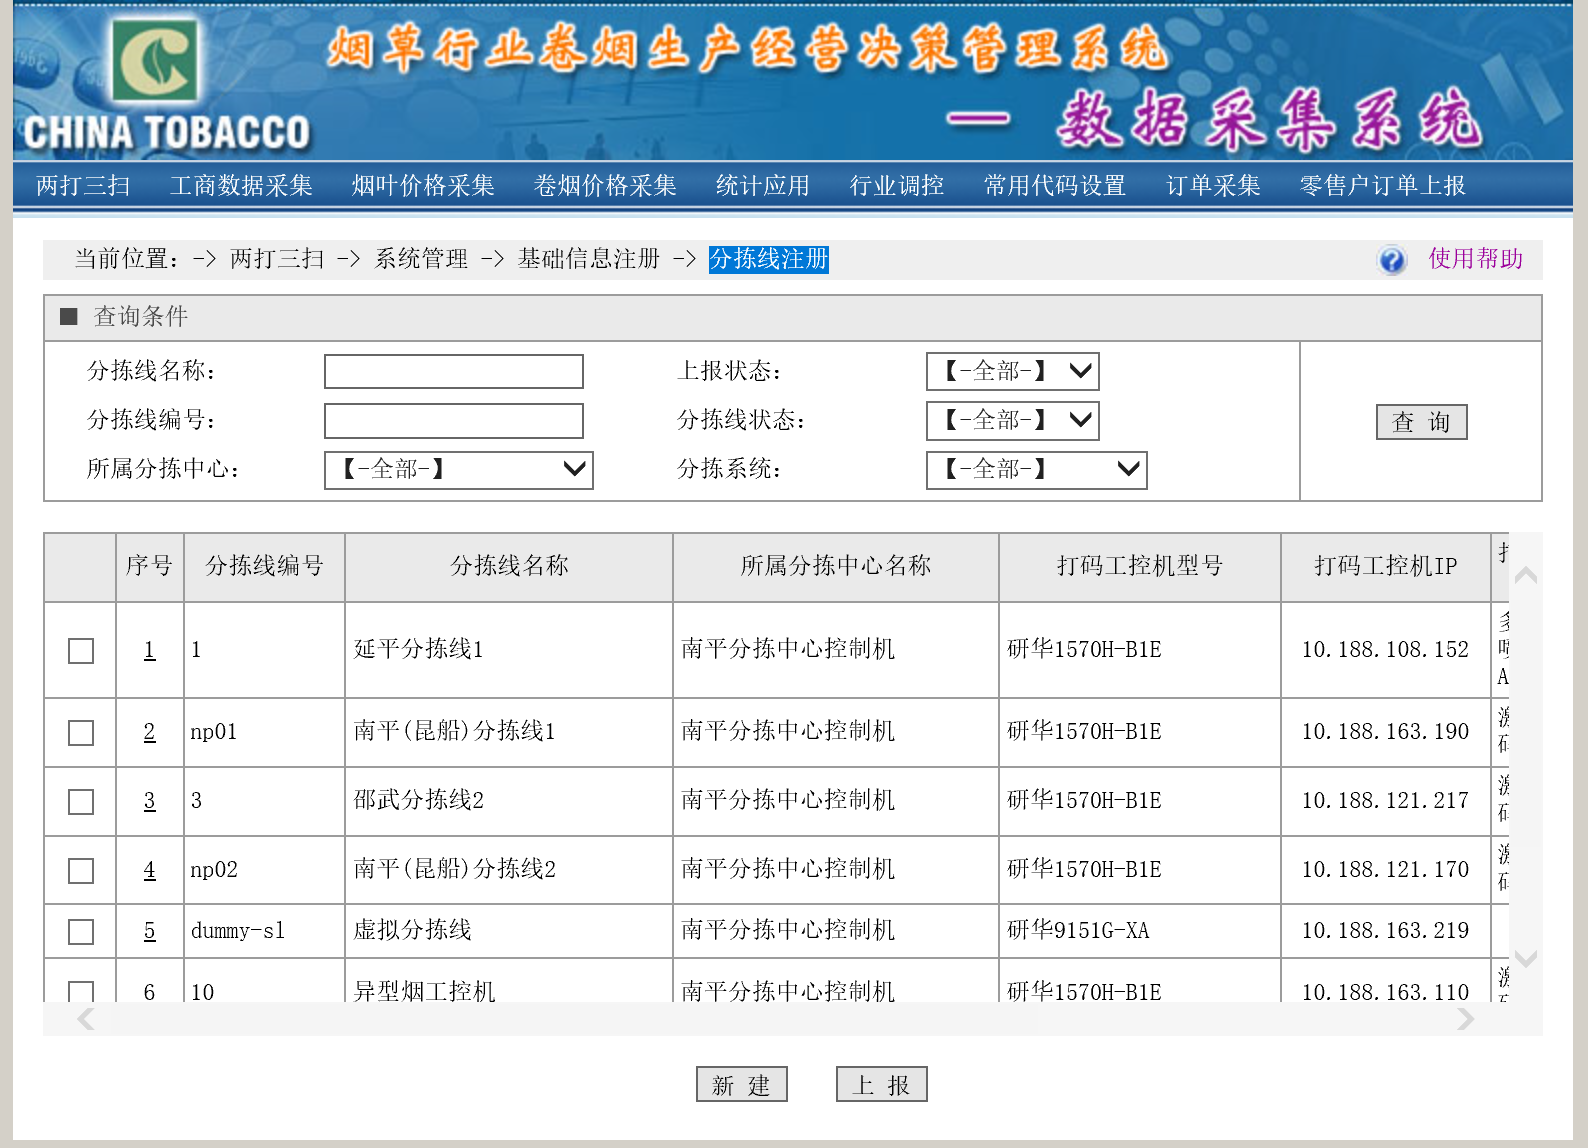 烟草行业卷烟生产经营决策管理系统
— 数据采集系统
CHINA TOBACCO
两打三扫 工商数据采集 烟叶价格采集 卷烟价格采集 统计应用 行业调控 常用代码设置 订单采集 零售户订单上报
当前位置：-> 两打三扫 -> 系统管理 -> 基础信息注册 -> 分拣线注册 使用帮助
■ 查询条件
分拣线名称： 上报状态： 【-全部-】
分拣线编号： 分拣线状态： 【-全部-】 查 询
所属分拣中心： 【-全部-】 分拣系统： 【-全部-】
序号 分拣线编号 分拣线名称 所属分拣中心名称 打码工控机型号 打码工控机IP
1 1 延平分拣线1 南平分拣中心控制机 研华1570H-B1E 10.188.108.152
2 np01 南平(昆船)分拣线1 南平分拣中心控制机 研华1570H-B1E 10.188.163.190
3 3 邵武分拣线2 南平分拣中心控制机 研华1570H-B1E 10.188.121.217
4 np02 南平(昆船)分拣线2 南平分拣中心控制机 研华1570H-B1E 10.188.121.170
5 dummy-sl 虚拟分拣线 南平分拣中心控制机 研华9151G-XA 10.188.163.219
6 10 异型烟工控机 南平分拣中心控制机 研华1570H-B1E 10.188.163.110
新 建 上 报